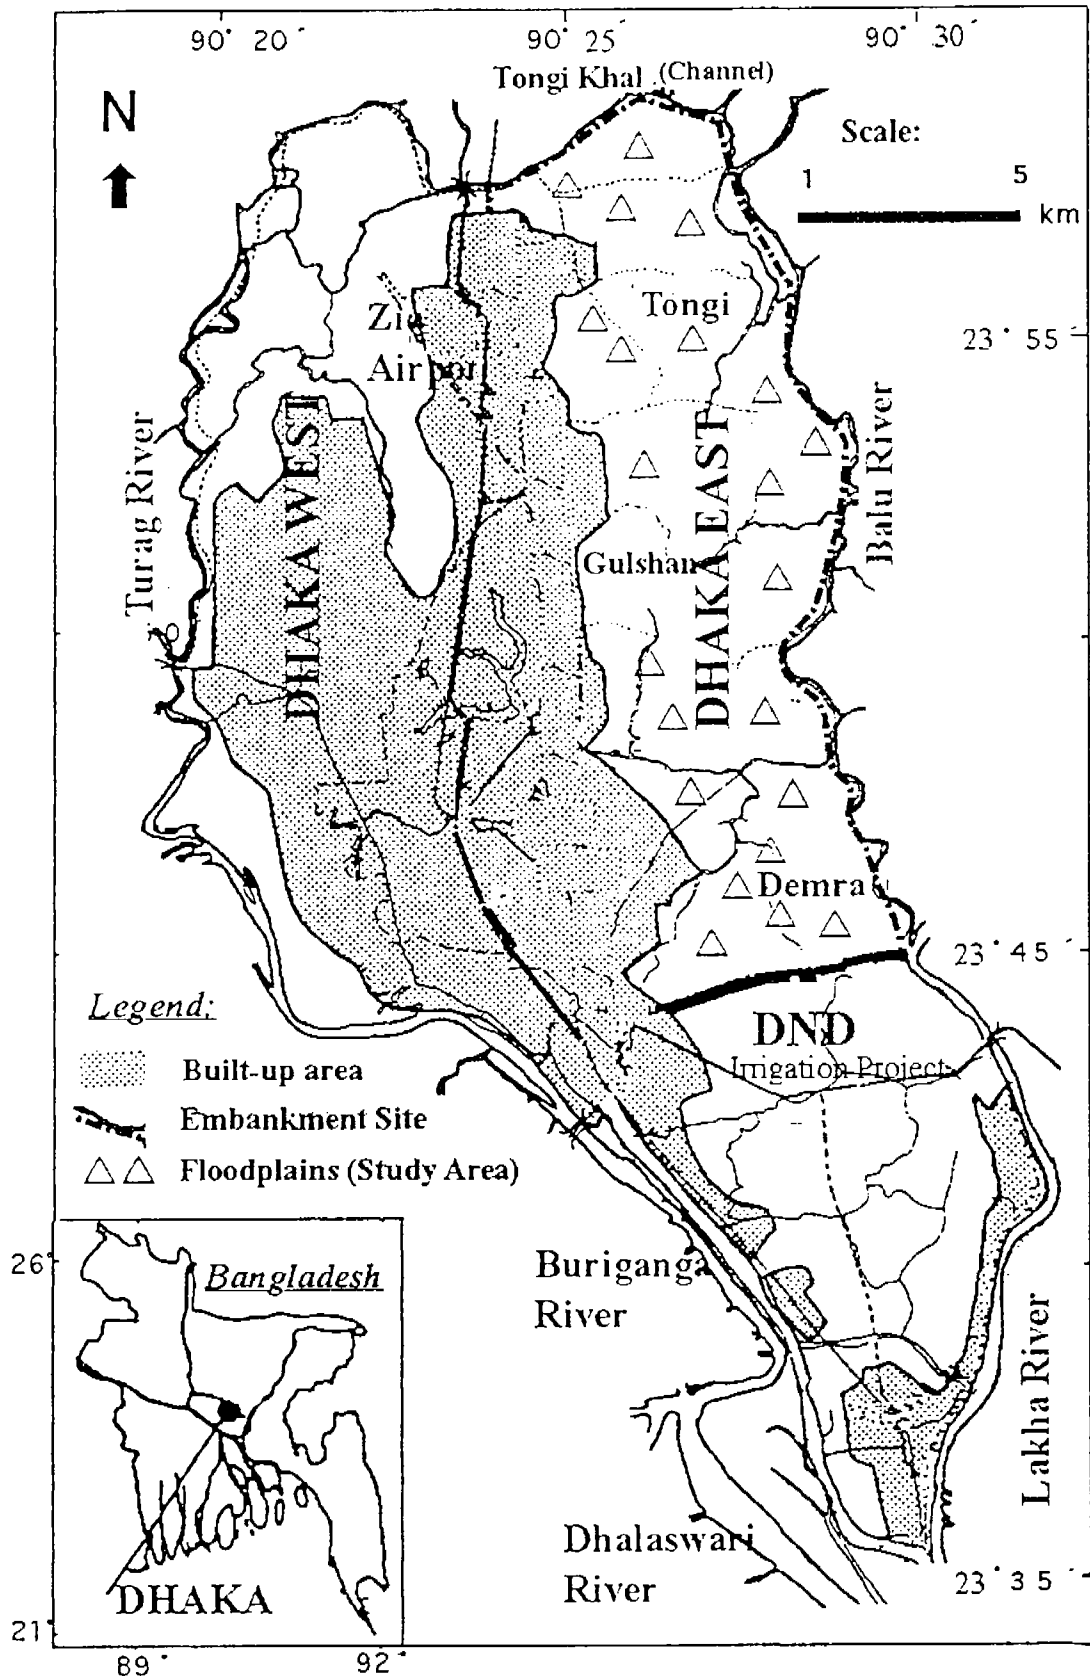 90° 20´ 90° 25´ 90° 30´
Tongi Khal (Channel)
N
Scale:
1 5
km
Tongi
23° 55
Airpor
DHAKA WEST
DHAKA EAST
Turag River
Balu River
Gulshan
Demra
23° 45
DND
Irrigation Project
Legend:
Built-up area
Embankment Site
Floodplains (Study Area)
26°
Bangladesh
Buriganga
River
Lakha River
DHAKA
Dhalaswari
River
23° 35
21°
89° 92°